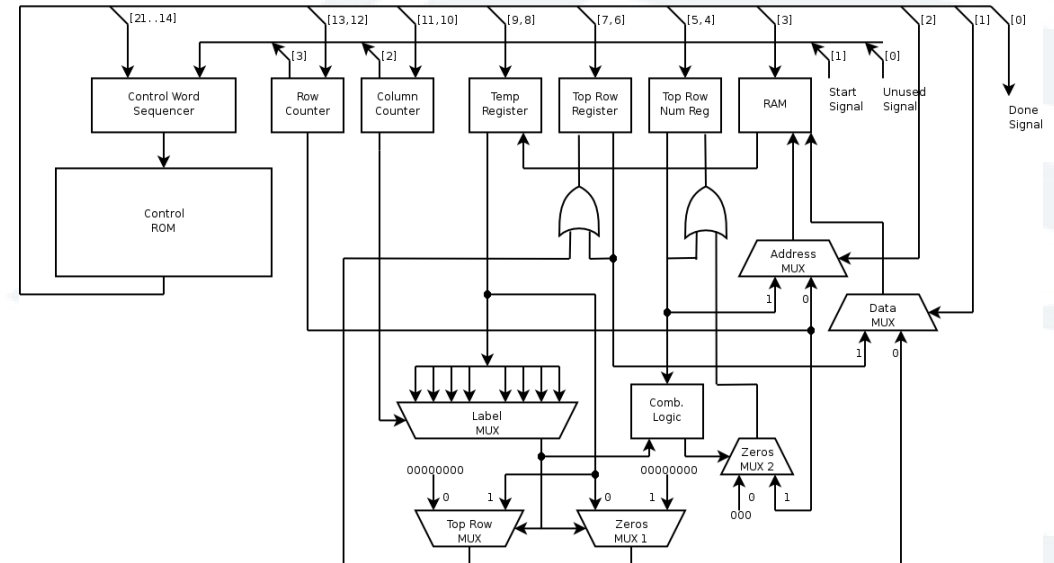 [21..14]
[13,12]
[11,10]
[9,8]
[7,6]
[5,4]
[3]
[2]
[1]
[0]
[3]
[2]
[1]
[0]
Control Word
Sequencer
Row
Counter
Column
Counter
Temp
Register
Top Row
Register
Top Row
Num Reg
RAM
Start
Signal
Unused
Signal
Done
Signal
Control
ROM
Address
MUX
1
0
Data
MUX
1
0
Comb.
Logic
Label
MUX
Zeros
MUX 2
00000000
00000000
0
1
0
1
0
1
000
Top Row
MUX
Zeros
MUX 1